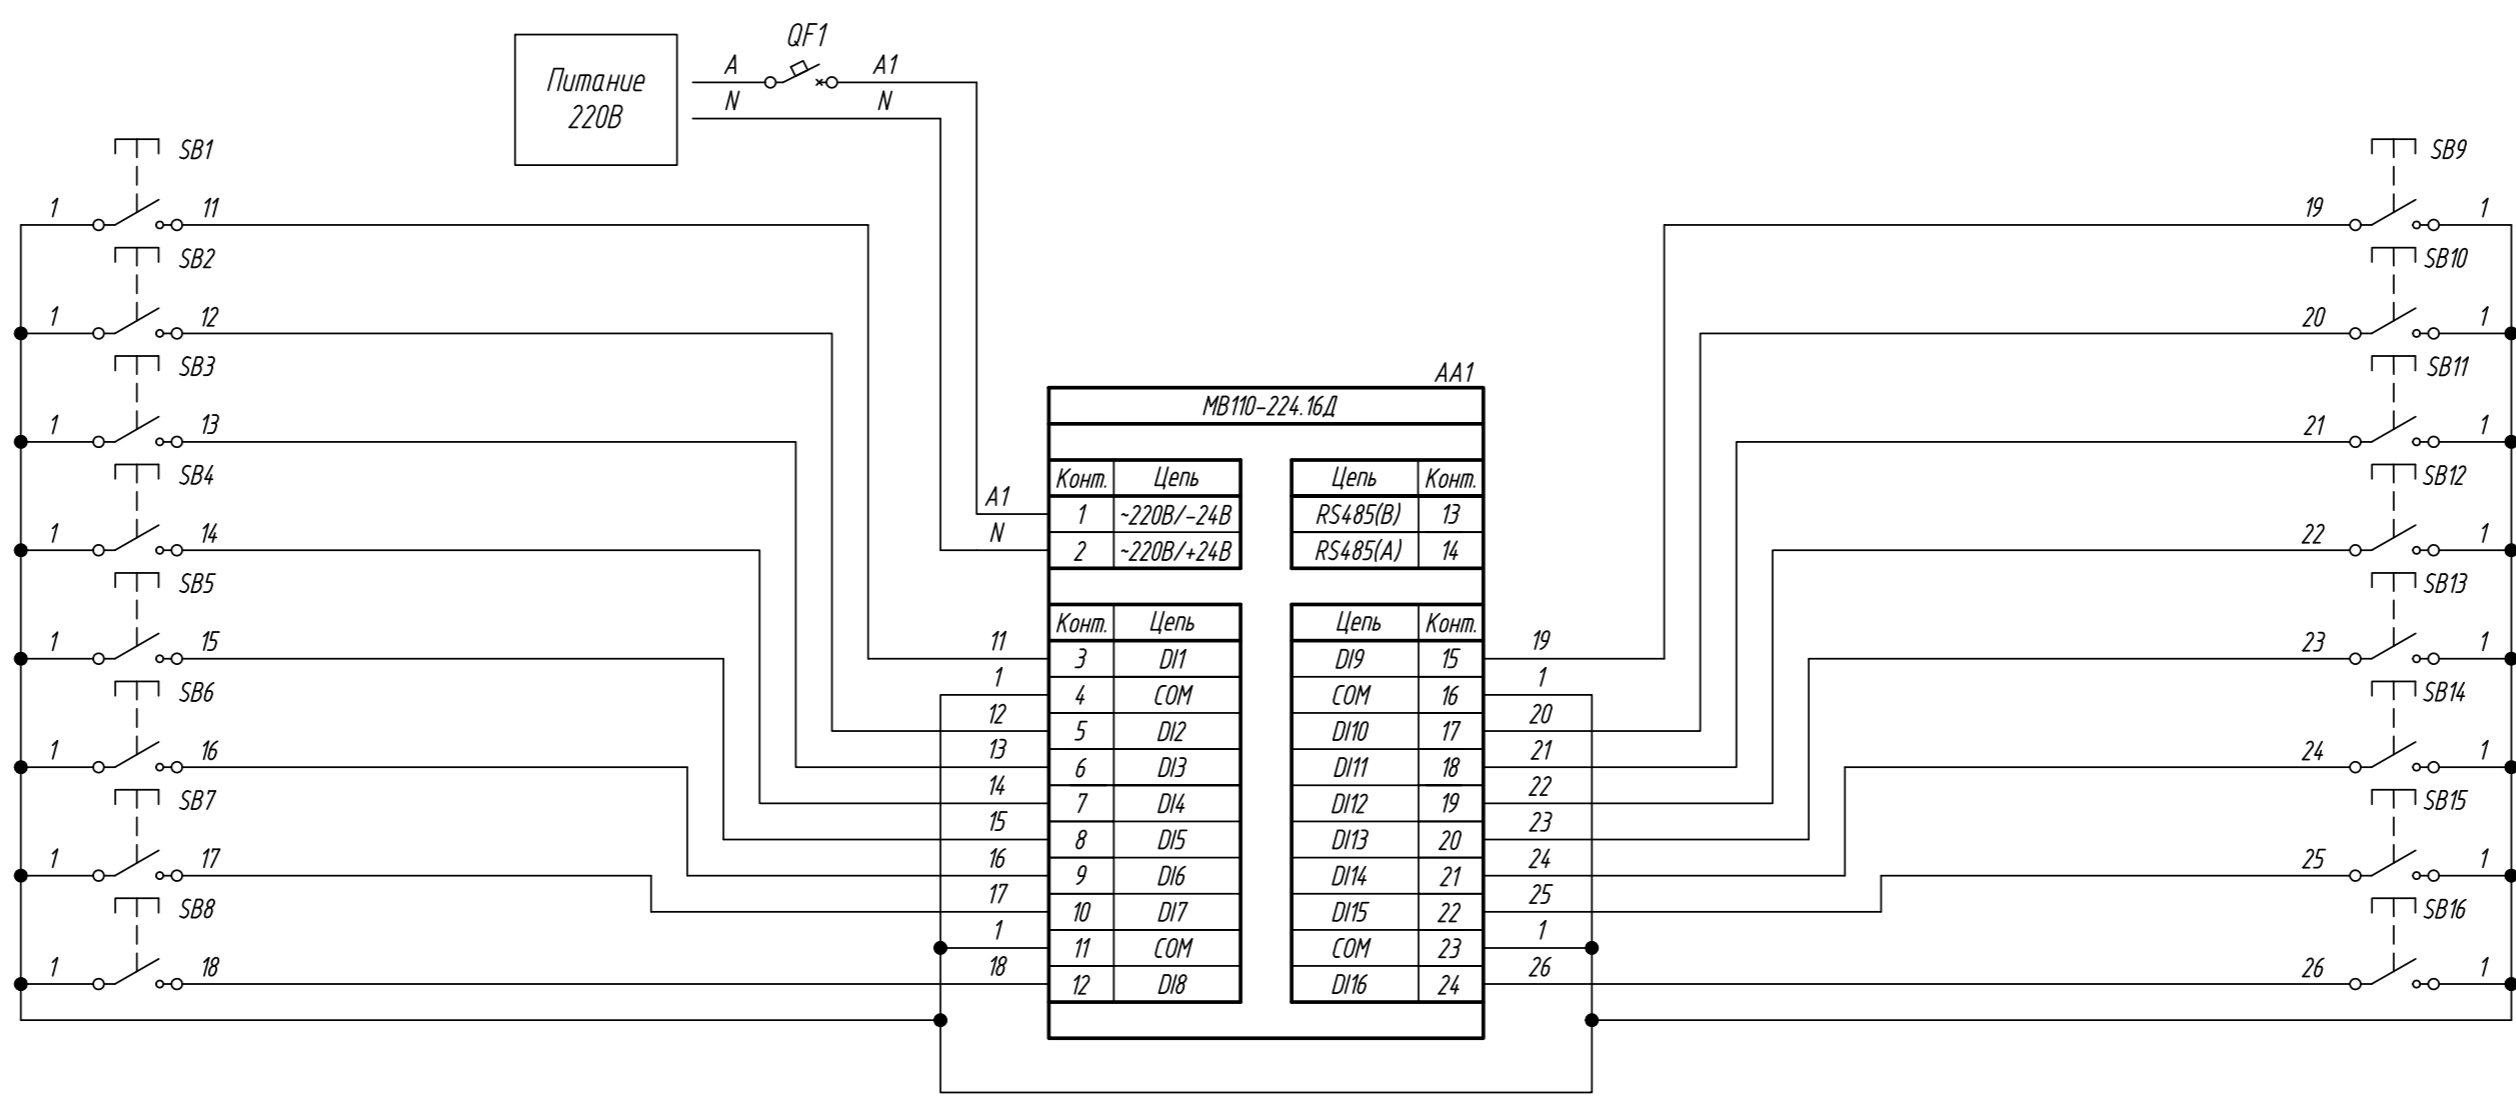 QF1
A
A1
Питание
220В
N
N
SB1
SB9
1
11
19
1
SB2
SB10
1
12
20
1
SB3
SB11
AA1
МВ110-224.16Д
1
13
21
1
SB4
SB12
Конт. Цепь
Цепь Конт.
A1
1 ~220В/-24В
RS485(B) 13
1
14
N
22
1
2 ~220В/+24В
RS485(A) 14
SB5
SB13
Конт. Цепь
Цепь Конт.
1
15
11
19
23
1
3 DI1
DI9 15
SB6
SB14
1
1
4 COM
COM 16
12
20
5 DI2
DI10 17
1
16
13
21
24
1
6 DI3
DI11 18
SB7
SB15
14
22
7 DI4
DI12 19
15
23
8 DI5
DI13 20
1
17
16
24
25
1
9 DI6
DI14 21
SB8
SB16
17
25
10 DI7
DI15 22
1
1
11 COM
COM 23
1
18
18
26
26
1
12 DI8
DI16 24